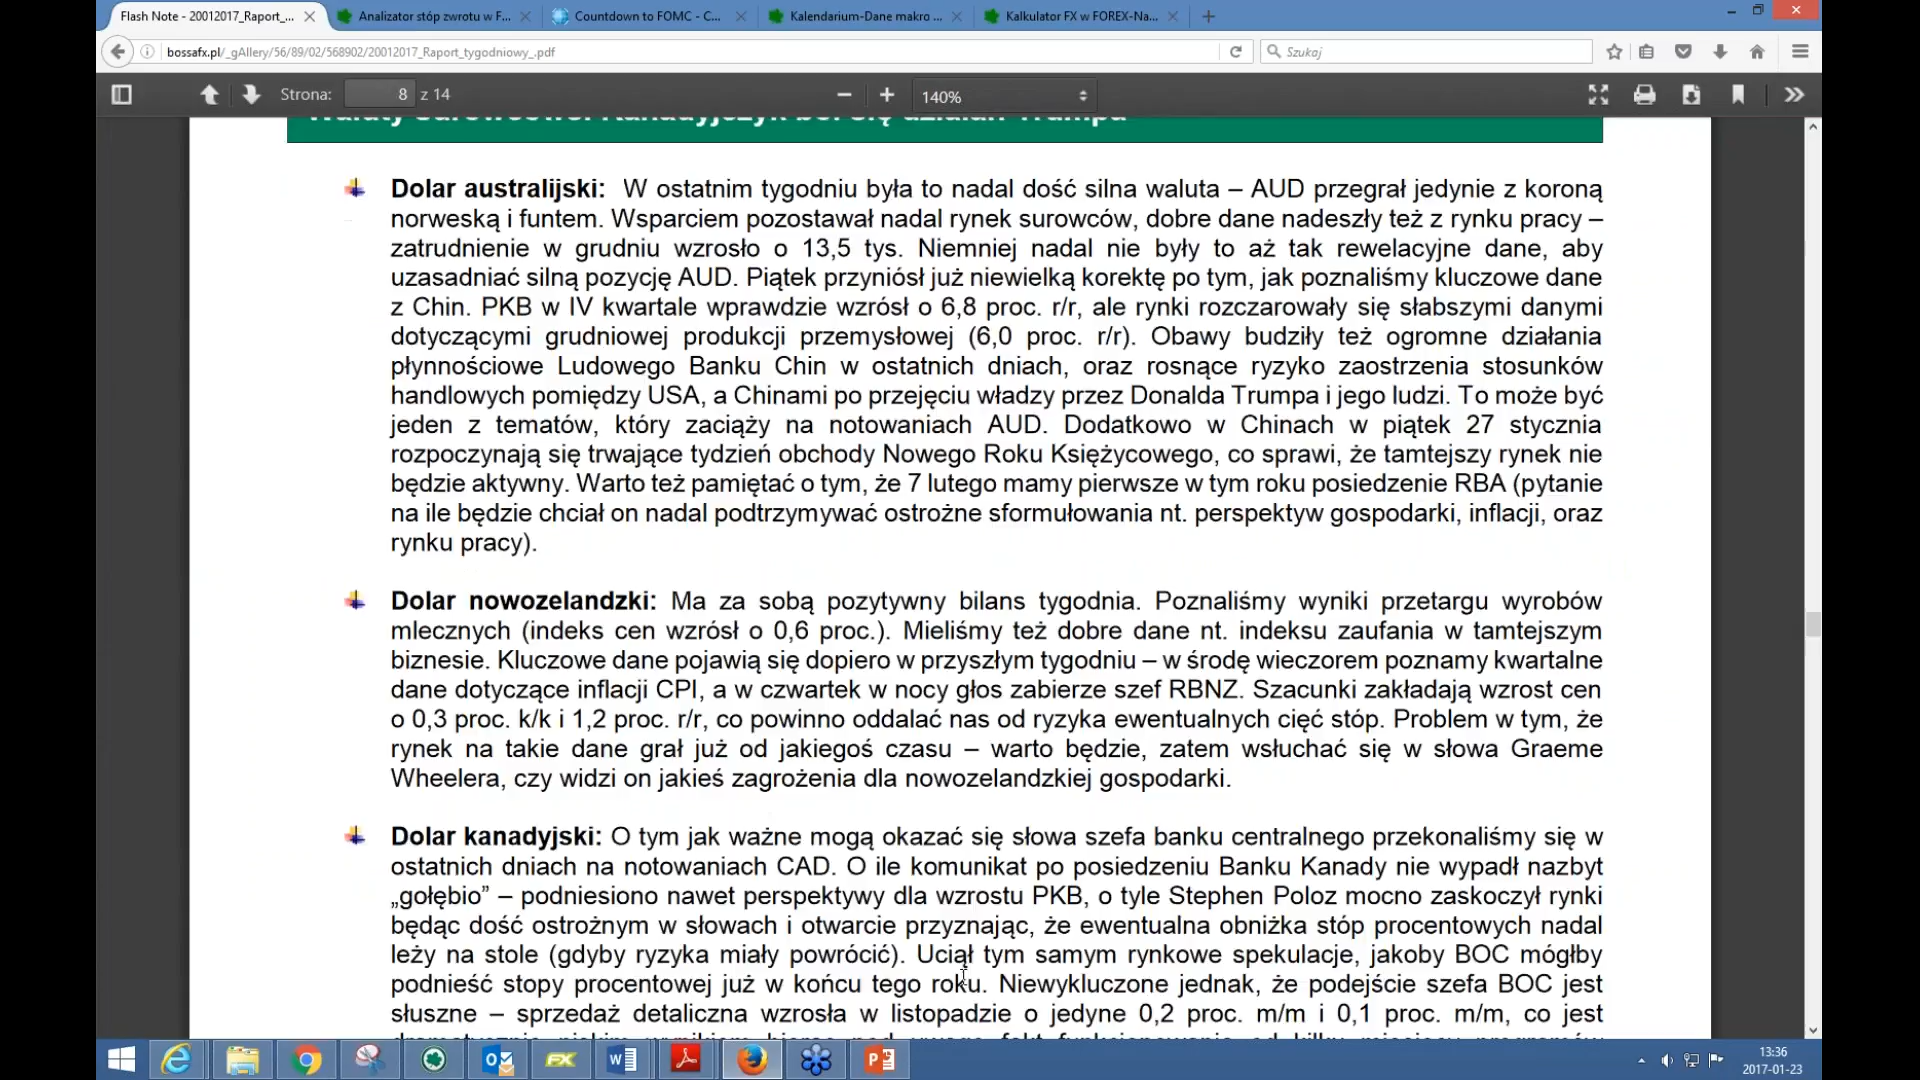 Flash Note - 20012017_Raport_...
Analizator stóp zwrotu w F...
Countdown to FOMC - C...
Kalendarium-Dane makro ...
Kalkulator FX w FOREX-Na...
bossafx.pl/_gAllery/56/89/02/568902/20012017_Raport_tygodniowy_.pdf
Szukaj
Strona: 8 z 14
140%
Waluty surowcowe: Kanadyjczyk boi się działań Trumpa
Dolar australijski: W ostatnim tygodniu była to nadal dość silna waluta – AUD przegrał jedynie z koroną
norweską i funtem. Wsparciem pozostawał nadal rynek surowców, dobre dane nadeszły też z rynku pracy –
zatrudnienie w grudniu wzrosło o 13,5 tys. Niemniej nadal nie były to aż tak rewelacyjne dane, aby
uzasadniać silną pozycję AUD. Piątek przyniósł już niewielką korektę po tym, jak poznaliśmy kluczowe dane
z Chin. PKB w IV kwartale wprawdzie wzrósł o 6,8 proc. r/r, ale rynki rozczarowały się słabszymi danymi
dotyczącymi grudniowej produkcji przemysłowej (6,0 proc. r/r). Obawy budziły też ogromne działania
płynnościowe Ludowego Banku Chin w ostatnich dniach, oraz rosnące ryzyko zaostrzenia stosunków
handlowych pomiędzy USA, a Chinami po przejęciu władzy przez Donalda Trumpa i jego ludzi. To może być
jeden z tematów, który zaciąży na notowaniach AUD. Dodatkowo w Chinach w piątek 27 stycznia
rozpoczynają się trwające tydzień obchody Nowego Roku Księżycowego, co sprawi, że tamtejszy rynek nie
będzie aktywny. Warto też pamiętać o tym, że 7 lutego mamy pierwsze w tym roku posiedzenie RBA (pytanie
na ile będzie chciał on nadal podtrzymywać ostrożne sformułowania nt. perspektyw gospodarki, inflacji, oraz
rynku pracy).
Dolar nowozelandzki: Ma za sobą pozytywny bilans tygodnia. Poznaliśmy wyniki przetargu wyrobów
mlecznych (indeks cen wzrósł o 0,6 proc.). Mieliśmy też dobre dane nt. indeksu zaufania w tamtejszym
biznesie. Kluczowe dane pojawią się dopiero w przyszłym tygodniu – w środę wieczorem poznamy kwartalne
dane dotyczące inflacji CPI, a w czwartek w nocy głos zabierze szef RBNZ. Szacunki zakładają wzrost cen
o 0,3 proc. k/k i 1,2 proc. r/r, co powinno oddalać nas od ryzyka ewentualnych cięć stóp. Problem w tym, że
rynek na takie dane grał już od jakiegoś czasu – warto będzie, zatem wsłuchać się w słowa Graeme
Wheelera, czy widzi on jakieś zagrożenia dla nowozelandzkiej gospodarki.
Dolar kanadyjski: O tym jak ważne mogą okazać się słowa szefa banku centralnego przekonaliśmy się w
ostatnich dniach na notowaniach CAD. O ile komunikat po posiedzeniu Banku Kanady nie wypadł nazbyt
„gołębio” – podniesiono nawet perspektywy dla wzrostu PKB, o tyle Stephen Poloz mocno zaskoczył rynki
będąc dość ostrożnym w słowach i otwarcie przyznając, że ewentualna obniżka stóp procentowych nadal
leży na stole (gdyby ryzyka miały powrócić). Uciął tym samym rynkowe spekulacje, jakoby BOC mógłby
podnieść stopy procentowej już w końcu tego roku. Niewykluczone jednak, że podejście szefa BOC jest
słuszne – sprzedaż detaliczna wzrosła w listopadzie o jedyne 0,2 proc. m/m i 0,1 proc. m/m, co jest
13:36
2017-01-23